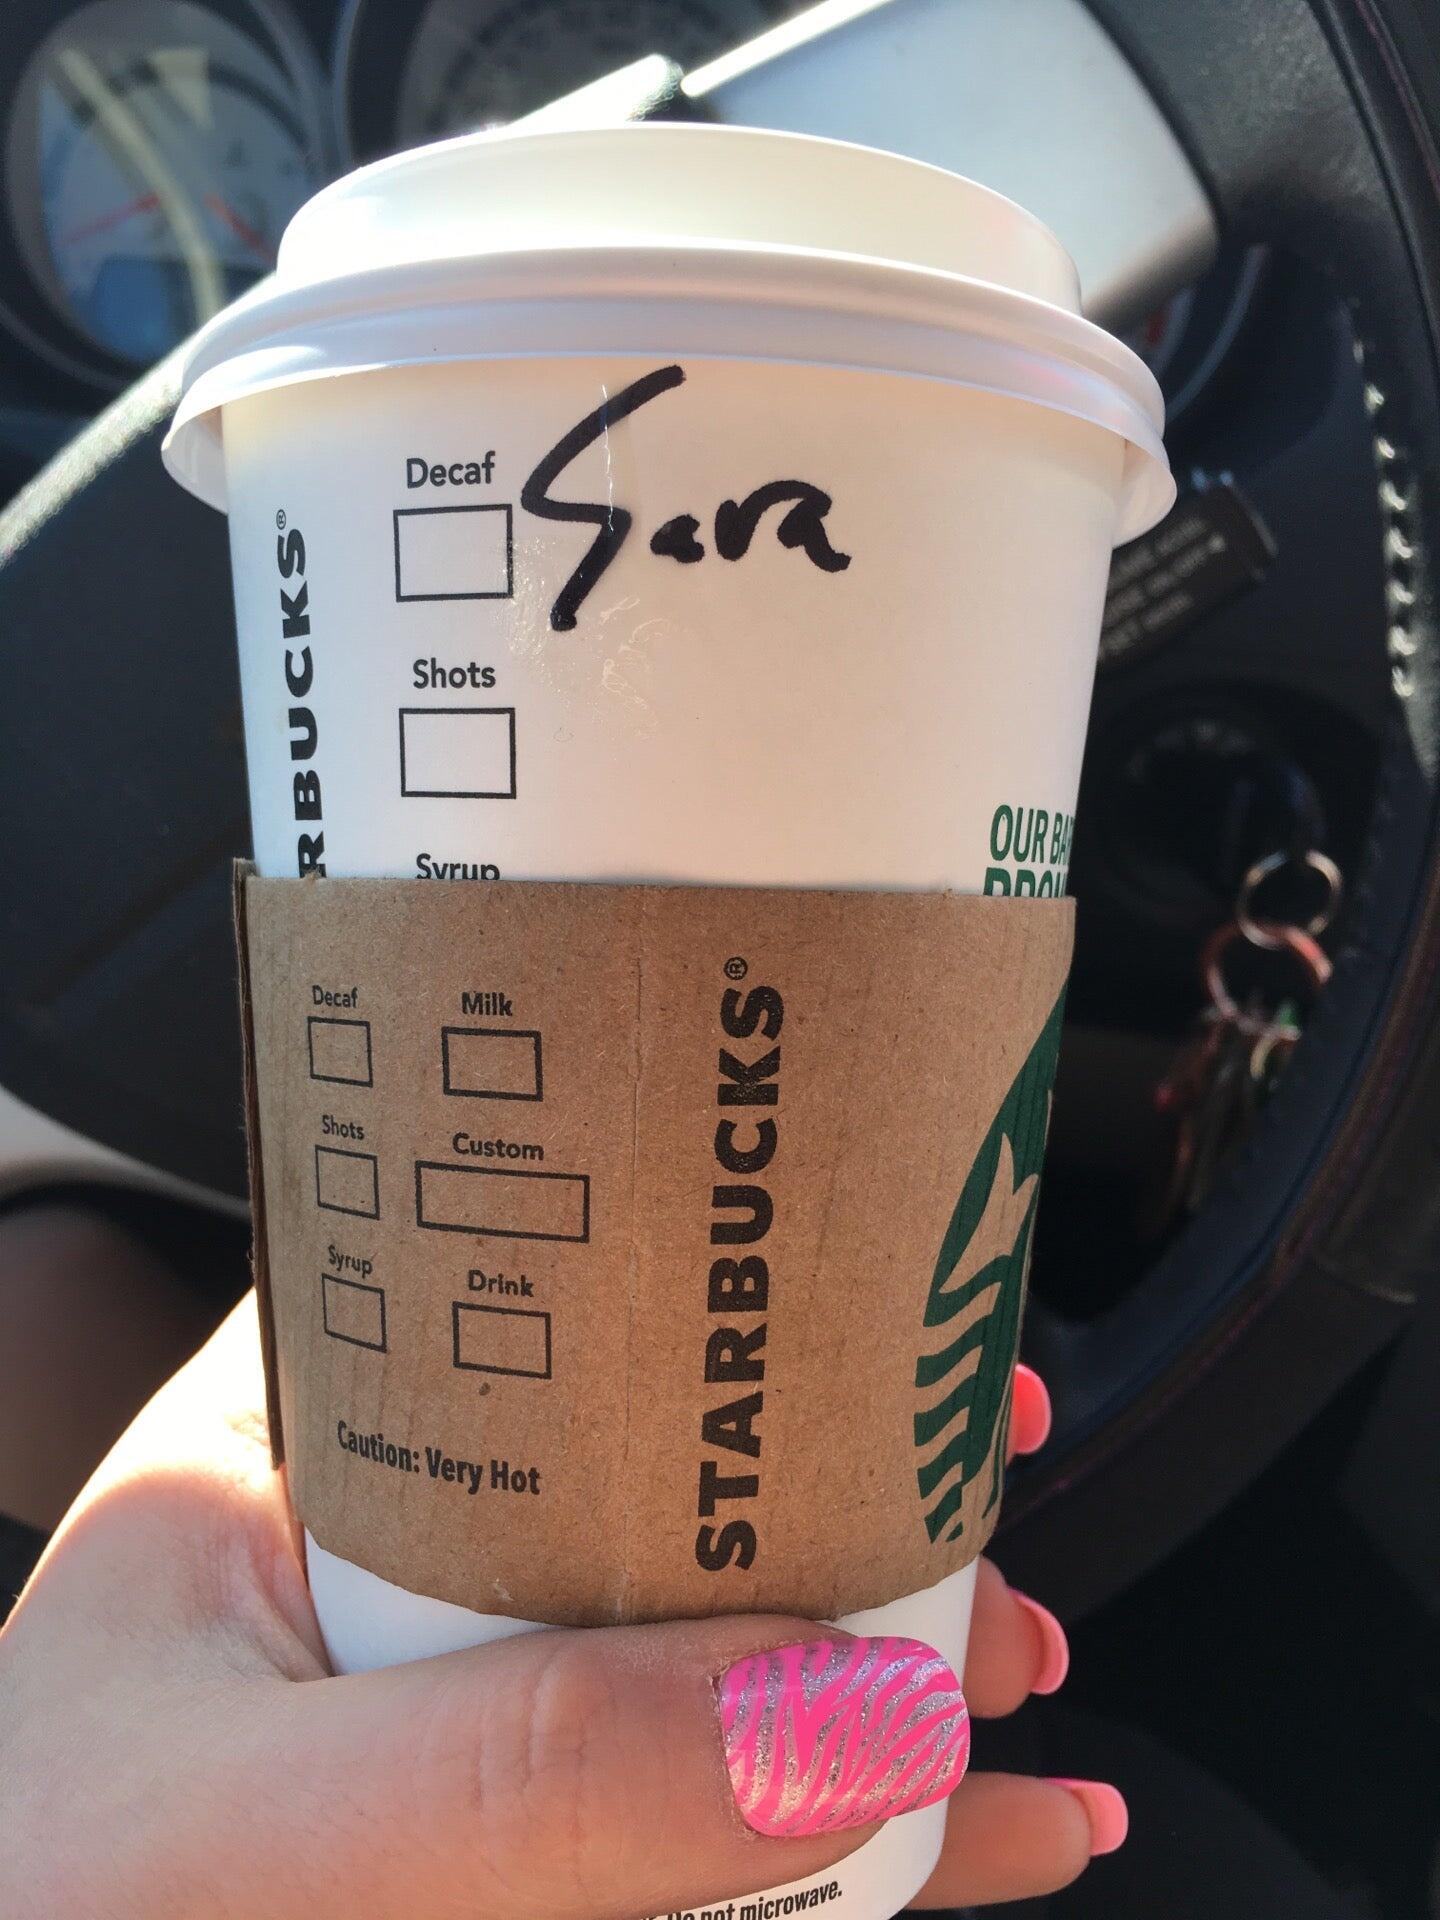 Sara
Decaf
Shots
Syrup
STARBUCKS®
OUR
Decaf
Milk
Shots
Custom
Syrup
Drink
Caution: Very Hot
STARBUCKS®
Do not microwave.